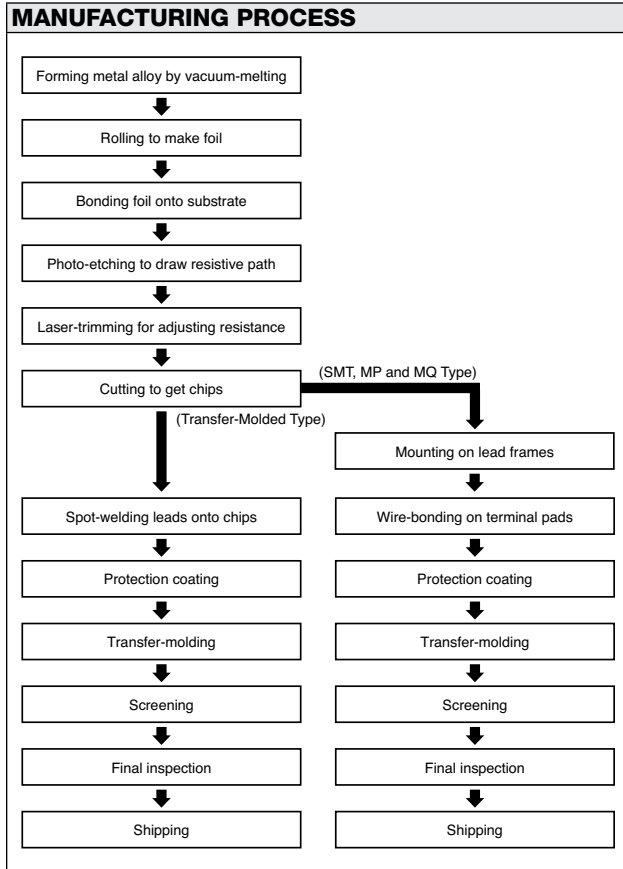 MANUFACTURING PROCESS
Forming metal alloy by vacuum-melting
Rolling to make foil
Bonding foil onto substrate
Photo-etching to draw resistive path
Laser-trimming for adjusting resistance
Cutting to get chips
(SMT, MP and MQ Type)
(Transfer-Molded Type)
Mounting on lead frames
Spot-welding leads onto chips
Wire-bonding on terminal pads
Protection coating
Protection coating
Transfer-molding
Transfer-molding
Screening
Screening
Final inspection
Final inspection
Shipping
Shipping